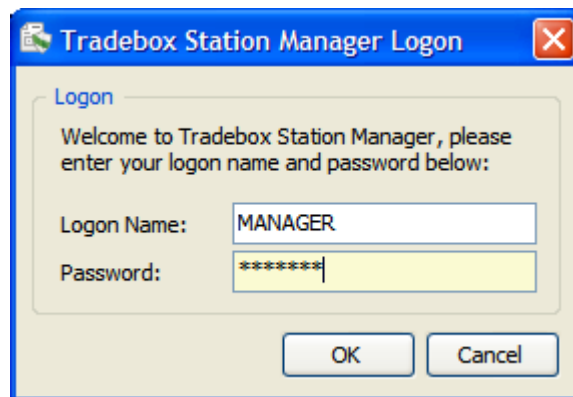 Tradebox Station Manager Logon
Logon
Welcome to Tradebox Station Manager, please
enter your logon name and password below:
Logon Name: MANAGER
Password: *******
OK Cancel